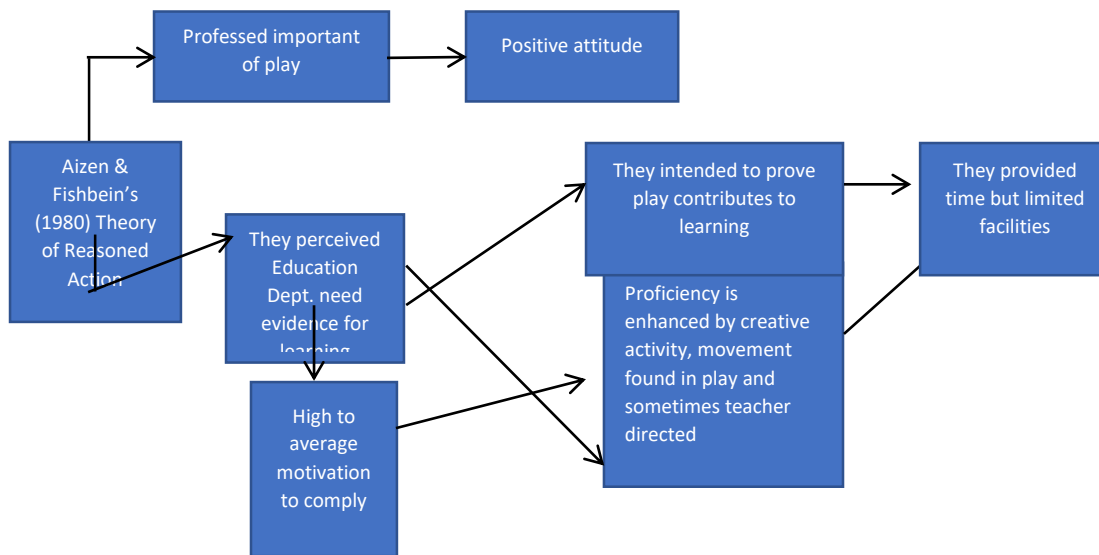 Professed important
of play
Positive attitude
Aizen &
Fishbein's
(1980) Theory
of Reasoned
Action
They perceived
Education
Dept. need
evidence for
learning
They intended to prove
play contributes to
learning
They provided
time but limited
facilities
Proficiency is
enhanced by creative
activity, movement
found in play and
sometimes teacher
directed
High to
average
motivation
to comply